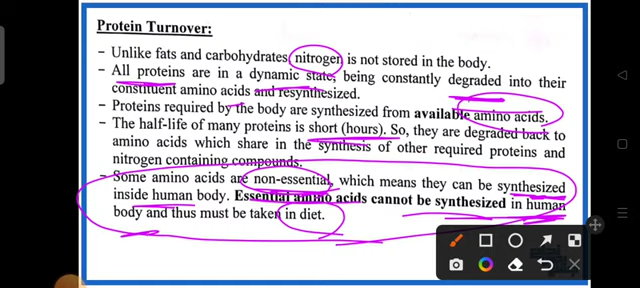 Protein Turnover:
- Unlike fats and carbohydrates nitrogen is not stored in the body.
- All proteins are in a dynamic state, being constantly degraded into their
constituent amino acids and resynthesized.
- Proteins required by the body are synthesized from available amino acids.
- The half-life of many proteins is short (hours). So, they are degraded back to
amino acids which share in the synthesis of other required proteins and
nitrogen containing compounds.
- Some amino acids are non-essential, which means they can be synthesized
inside human body. Essential amino acids cannot be synthesized in human
body and thus must be taken in diet.